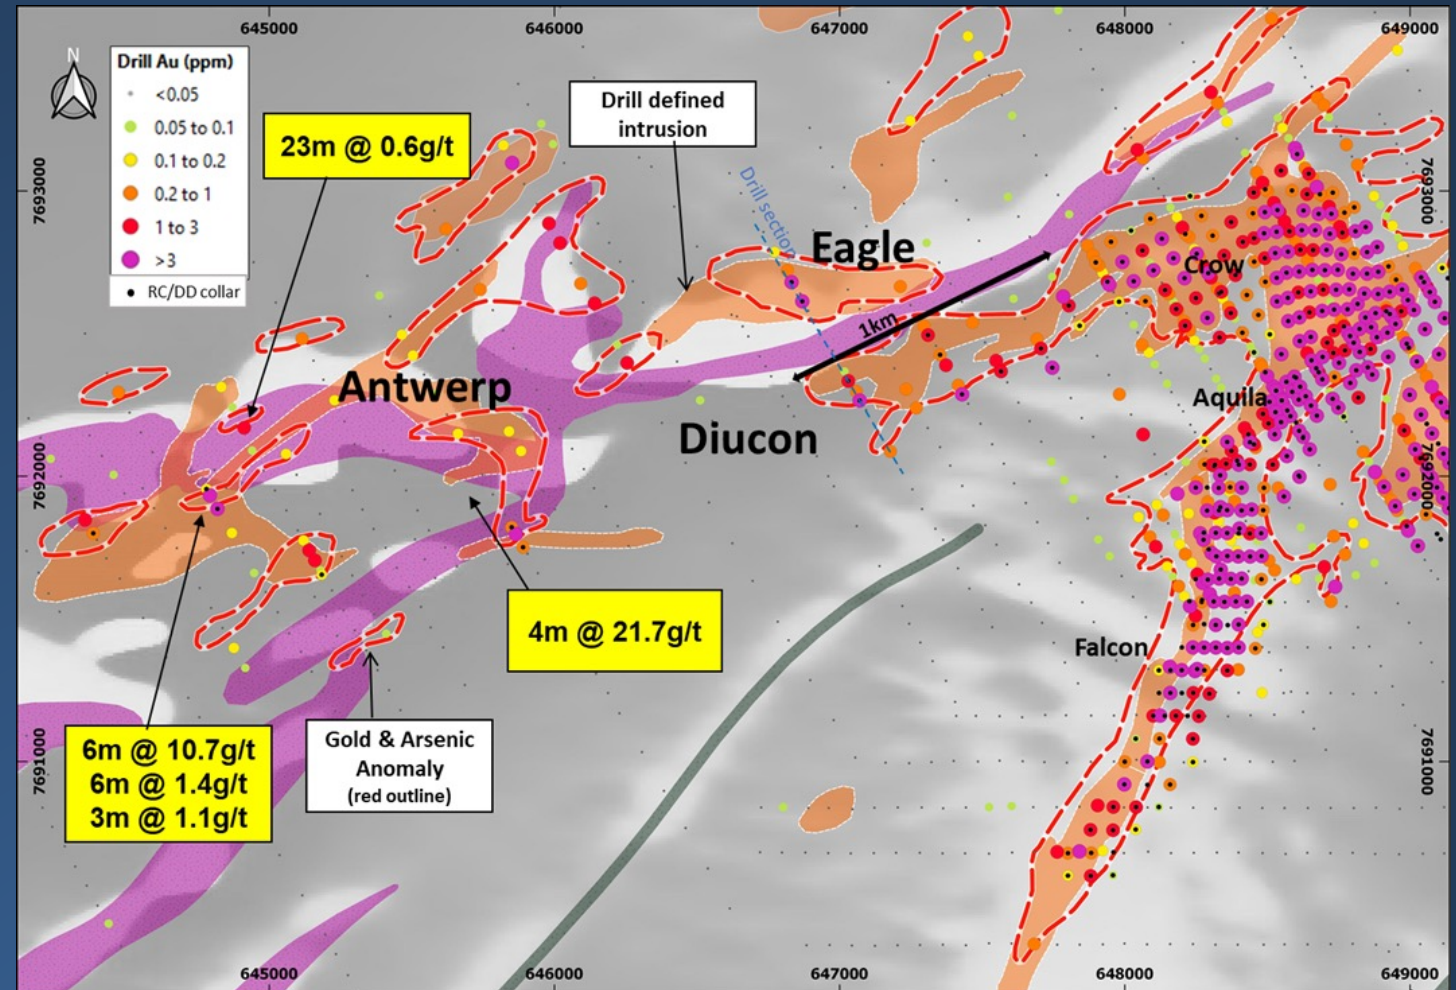 645000
646000
647000
648000
649000
N
Drill Au (ppm)
<0.05
0.05 to 0.1
0.1 to 0.2
0.2 to 1
1 to 3
>3
RC/DD collar
23m @ 0.6g/t
Drill defined
intrusion
7693000
7693000
Drill section
Eagle
Crow
1km
Antwerp
Aquila
Diucon
7692000
7692000
4m @ 21.7g/t
Falcon
6m @ 10.7g/t
6m @ 1.4g/t
3m @ 1.1g/t
Gold & Arsenic
Anomaly
(red outline)
7691000
7691000
645000
646000
647000
648000
649000